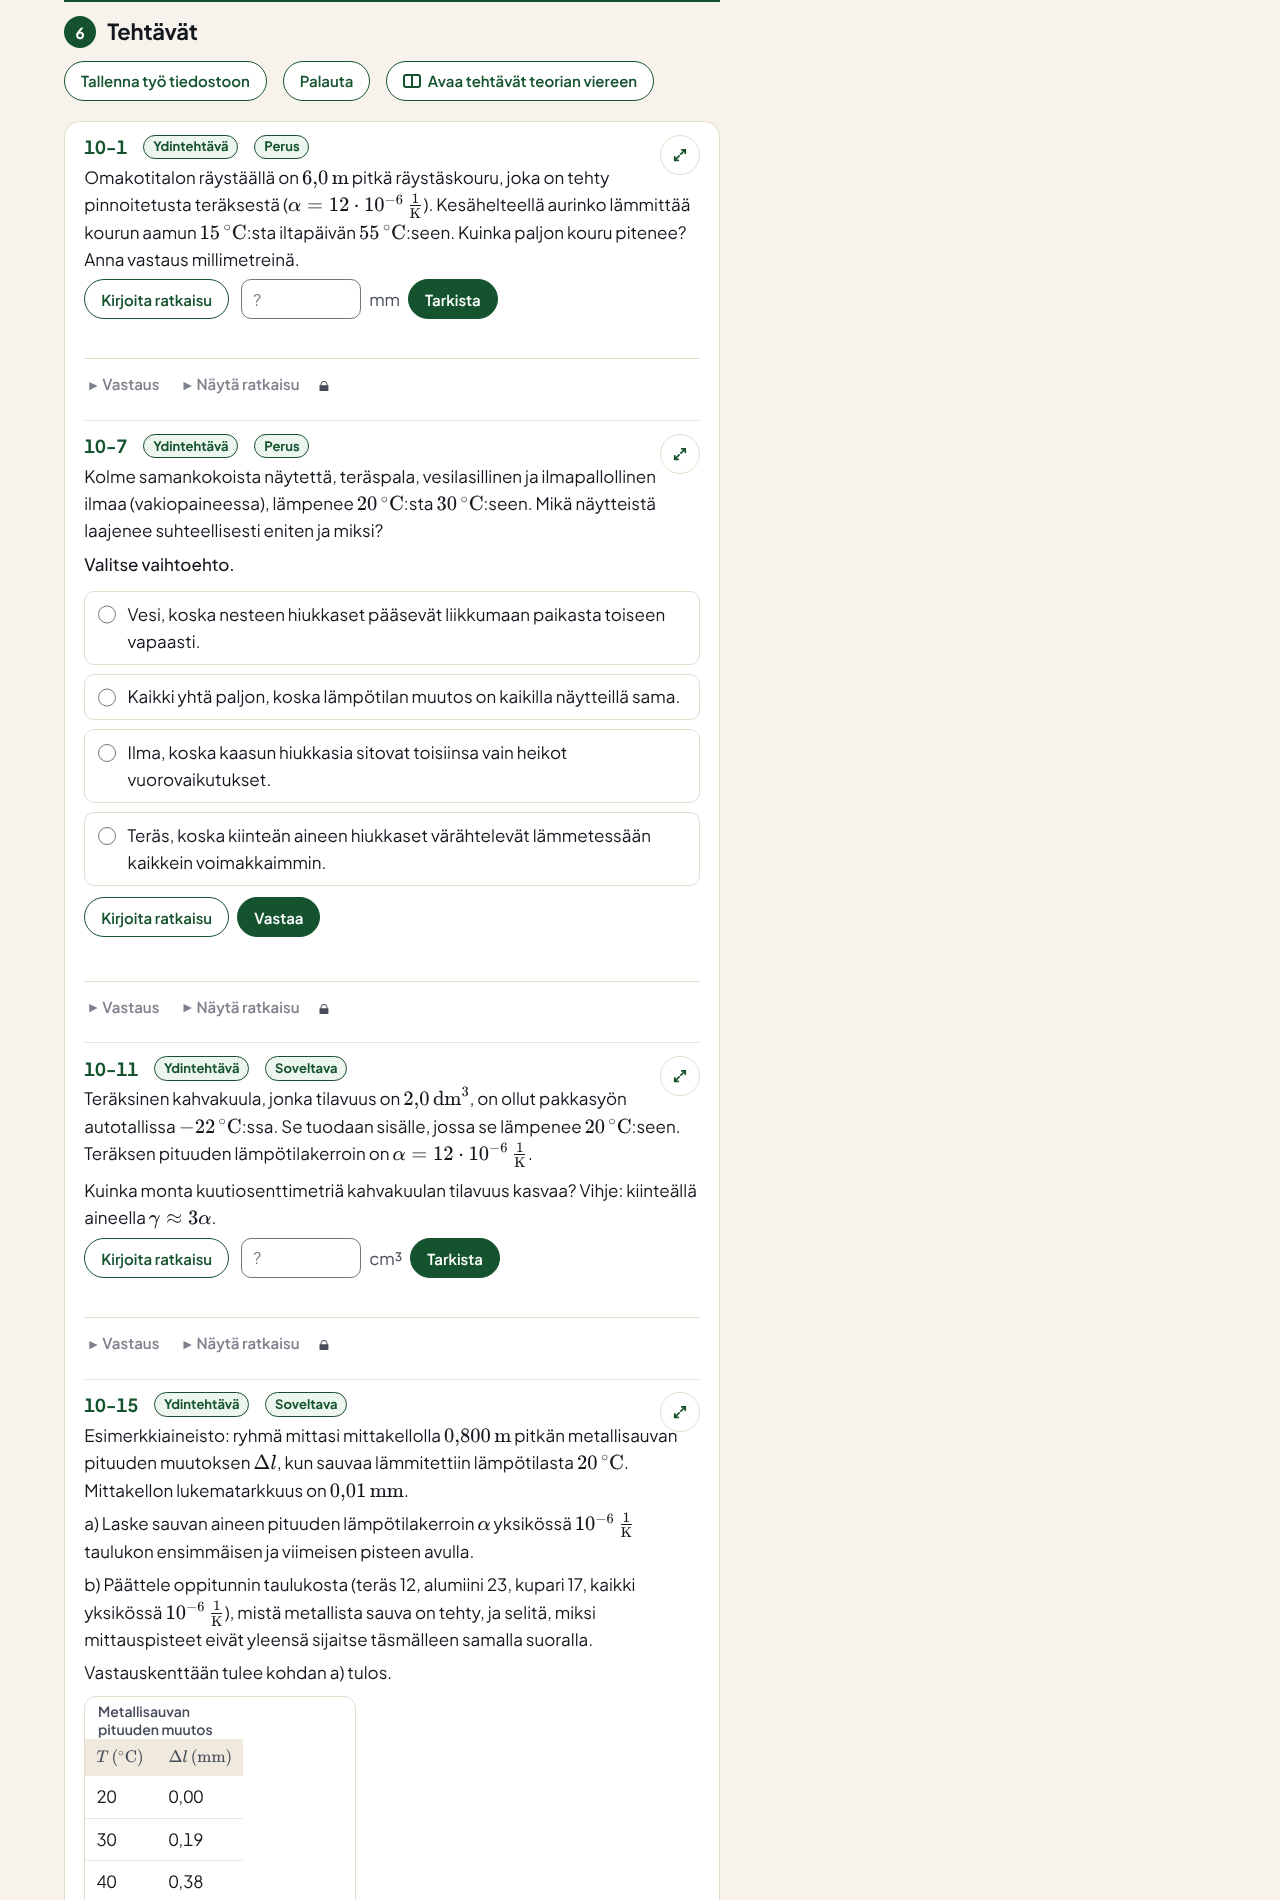 6 Tehtävät
Tallenna työ tiedostoon Palauta Avaa tehtävät teorian viereen
10-1 Ydintehtävä Perus
Omakotitalon räystäällä on 6,0 m pitkä räystäskouru, joka on tehty
pinnoitetusta teräksestä (α = 12 · 10⁻⁶ 1/K). Kesähelteellä aurinko lämmittää
kourun aamun 15 °C:sta iltapäivän 55 °C:seen. Kuinka paljon kouru pitenee?
Anna vastaus millimetreinä.
Kirjoita ratkaisu ? mm Tarkista
▸ Vastaus ▸ Näytä ratkaisu
10-7 Ydintehtävä Perus
Kolme samankokoista näytettä, teräspala, vesilasillinen ja ilmapallollinen
ilmaa (vakiopaineessa), lämpenee 20 °C:sta 30 °C:seen. Mikä näytteistä
laajenee suhteellisesti eniten ja miksi?
Valitse vaihtoehto.
Vesi, koska nesteen hiukkaset pääsevät liikkumaan paikasta toiseen
vapaasti.
Kaikki yhtä paljon, koska lämpötilan muutos on kaikilla näytteillä sama.
Ilma, koska kaasun hiukkasia sitovat toisiinsa vain heikot
vuorovaikutukset.
Teräs, koska kiinteän aineen hiukkaset värähtelevät lämmetessään
kaikkein voimakkaimmin.
Kirjoita ratkaisu Vastaa
▸ Vastaus ▸ Näytä ratkaisu
10-11 Ydintehtävä Soveltava
Teräksinen kahvakuula, jonka tilavuus on 2,0 dm³, on ollut pakkasyön
autotallissa −22 °C:ssa. Se tuodaan sisälle, jossa se lämpenee 20 °C:seen.
Teräksen pituuden lämpötilakerroin on α = 12 · 10⁻⁶ 1/K.
Kuinka monta kuutiosenttimetriä kahvakuulan tilavuus kasvaa? Vihje: kiinteällä
aineella γ ≈ 3α.
Kirjoita ratkaisu ? cm³ Tarkista
▸ Vastaus ▸ Näytä ratkaisu
10-15 Ydintehtävä Soveltava
Esimerkkiaineisto: ryhmä mittasi mittakellolla 0,800 m pitkän metallisauvan
pituuden muutoksen Δl, kun sauvaa lämmitettiin lämpötilasta 20 °C.
Mittakellon lukematarkkuus on 0,01 mm.
a) Laske sauvan aineen pituuden lämpötilakerroin α yksikössä 10⁻⁶ 1/K
taulukon ensimmäisen ja viimeisen pisteen avulla.
b) Päättele oppitunnin taulukosta (teräs 12, alumiini 23, kupari 17, kaikki
yksikössä 10⁻⁶ 1/K), mistä metallista sauva on tehty, ja selitä, miksi
mittauspisteet eivät yleensä sijaitse täsmälleen samalla suoralla.
Vastauskenttään tulee kohdan a) tulos.
Metallisauvan
pituuden muutos
T (°C) Δl (mm)
20 0,00
30 0,19
40 0,38